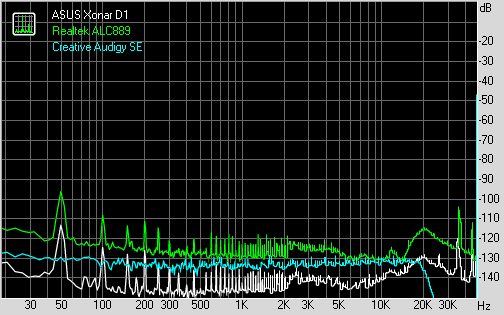 ASUS Xonar D1
Realtek ALC889
Creative Audigy SE
dB
-20
-30
-40
-50
-60
-70
-80
-90
-100
-110
-120
-130
-140
30 50 100 200 300 500 1K 2K 3K 5K 10K 20K 30K Hz